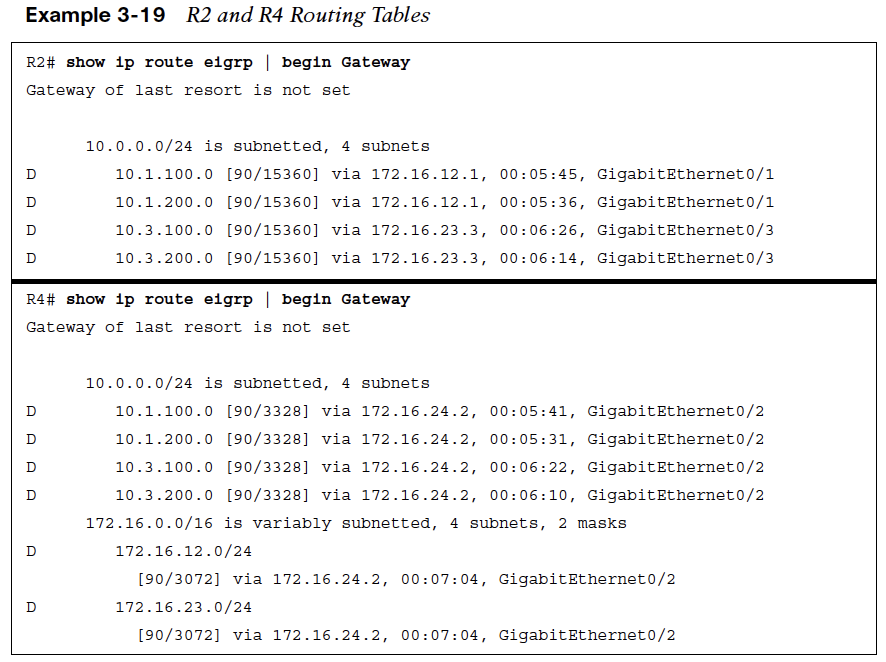 Example 3-19 R2 and R4 Routing Tables
R2# show ip route eigrp | begin Gateway
Gateway of last resort is not set
10.0.0.0/24 is subnetted, 4 subnets
D 10.1.100.0 [90/15360] via 172.16.12.1, 00:05:45, GigabitEthernet0/1
D 10.1.200.0 [90/15360] via 172.16.12.1, 00:05:36, GigabitEthernet0/1
D 10.3.100.0 [90/15360] via 172.16.23.3, 00:06:26, GigabitEthernet0/3
D 10.3.200.0 [90/15360] via 172.16.23.3, 00:06:14, GigabitEthernet0/3
R4# show ip route eigrp | begin Gateway
Gateway of last resort is not set
10.0.0.0/24 is subnetted, 4 subnets
D 10.1.100.0 [90/3328] via 172.16.24.2, 00:05:41, GigabitEthernet0/2
D 10.1.200.0 [90/3328] via 172.16.24.2, 00:05:31, GigabitEthernet0/2
D 10.3.100.0 [90/3328] via 172.16.24.2, 00:06:22, GigabitEthernet0/2
D 10.3.200.0 [90/3328] via 172.16.24.2, 00:06:10, GigabitEthernet0/2
172.16.0.0/16 is variably subnetted, 4 subnets, 2 masks
D 172.16.12.0/24
[90/3072] via 172.16.24.2, 00:07:04, GigabitEthernet0/2
D 172.16.23.0/24
[90/3072] via 172.16.24.2, 00:07:04, GigabitEthernet0/2